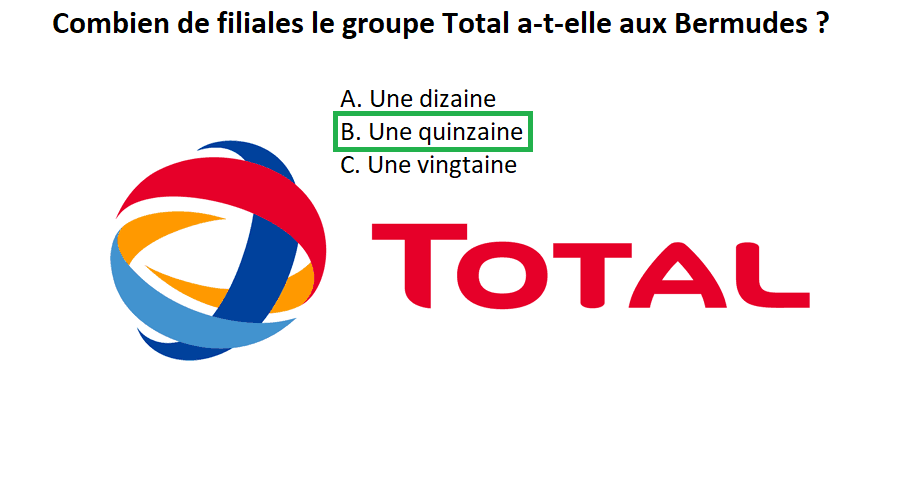 Combien de filiales le groupe Total a-t-elle aux Bermudes ?
A. Une dizaine
B. Une quinzaine
C. Une vingtaine
TOTAL